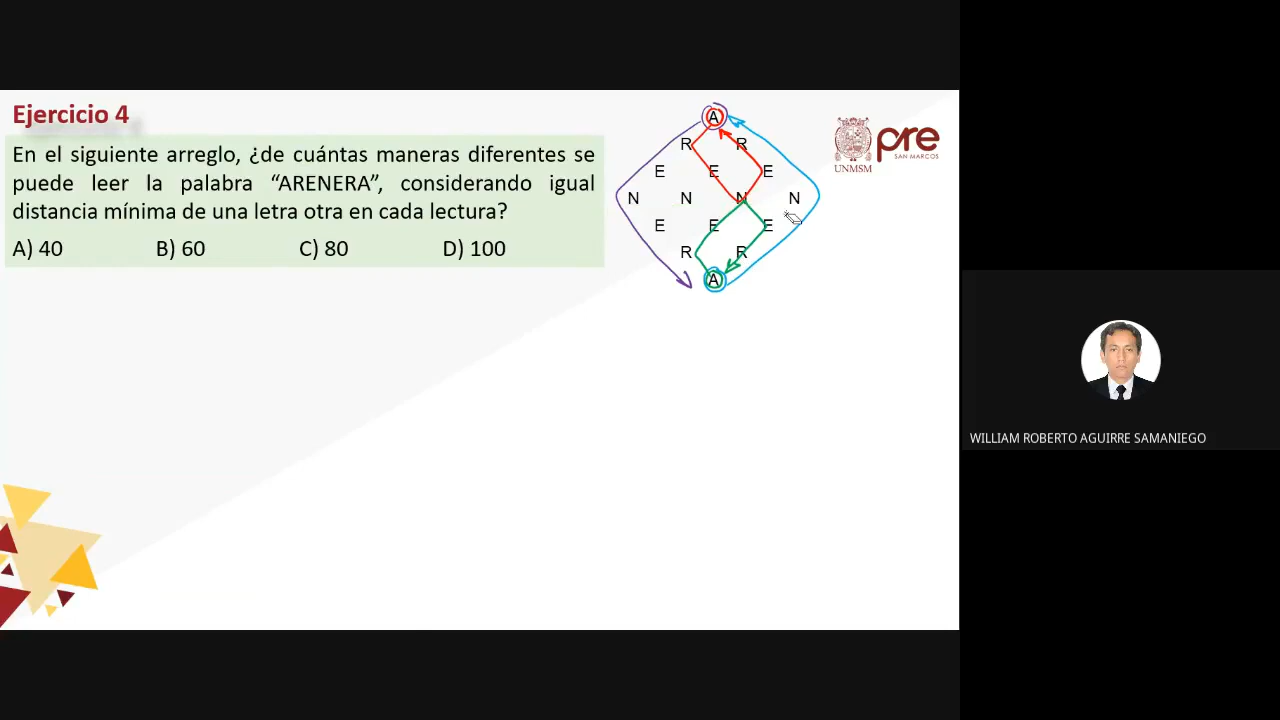 Ejercicio 4
En el siguiente arreglo, ¿de cuántas maneras diferentes se
puede leer la palabra “ARENERA”, considerando igual
distancia mínima de una letra otra en cada lectura?
A) 40 B) 60 C) 80 D) 100
A
R R
E E E
N N N N
E E E
R R
A
UNMSM
pre
SAN MARCOS
WILLIAM ROBERTO AGUIRRE SAMANIEGO